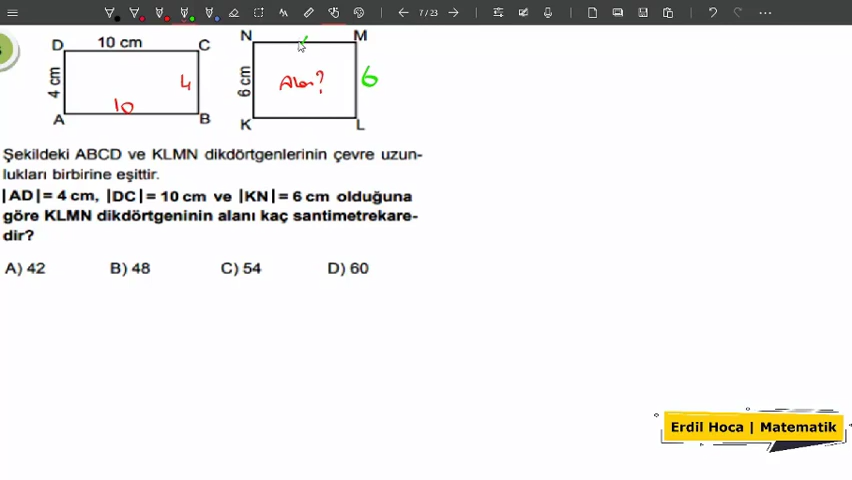 7 / 23
D 10 cm C
4 cm
4
10
A B
N M
6 cm
Alan?
6
K L
Şekildeki ABCD ve KLMN dikdörtgenlerinin çevre uzun-
lukları birbirine eşittir.
|AD| = 4 cm, |DC| = 10 cm ve |KN| = 6 cm olduğuna
göre KLMN dikdörtgeninin alanı kaç santimetrekare-
dir?
A) 42 B) 48 C) 54 D) 60
Erdil Hoca | Matematik